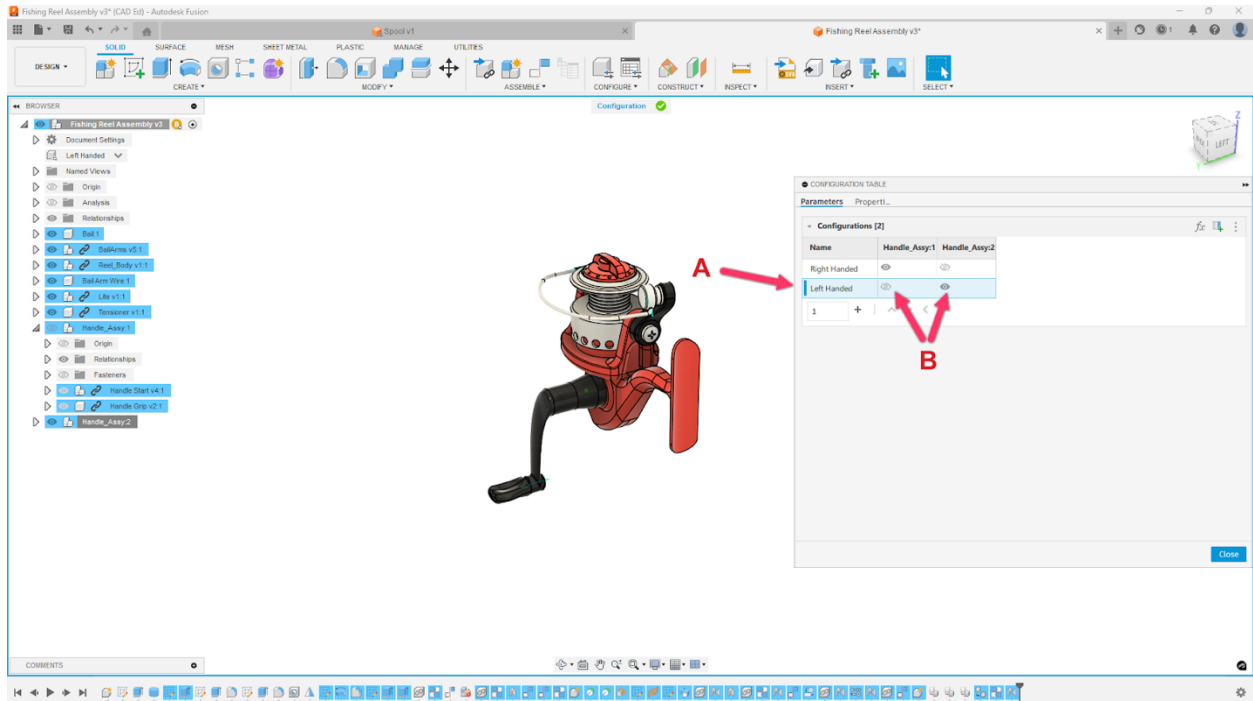 Fishing Reel Assembly v3* (CAD Ed) - Autodesk Fusion
Spool v1
Fishing Reel Assembly v3*
1
SOLID SURFACE MESH SHEET METAL PLASTIC MANAGE UTILITIES
DESIGN
CREATE MODIFY ASSEMBLE CONFIGURE CONSTRUCT INSPECT INSERT SELECT
BROWSER
Configuration
Fishing Reel Assembly v3
Document Settings
Left Handed
Named Views
Origin
Analysis
Relationships
Bail:1
BailArms v5:1
Reel_Body v1:1
Bail Arm Wire:1
Tensioner v1:1
Handle_Assy:1
Origin
Relationships
Fasteners
Handle Start v4:1
Handle Grip v2:1
Handle_Assy:2
LEFT
Z
Y
CONFIGURATION TABLE
Parameters Properti...
Configurations [2]
fx
Name Handle_Assy:1 Handle_Assy:2
Right Handed
Left Handed
1
A
B
Close
COMMENTS